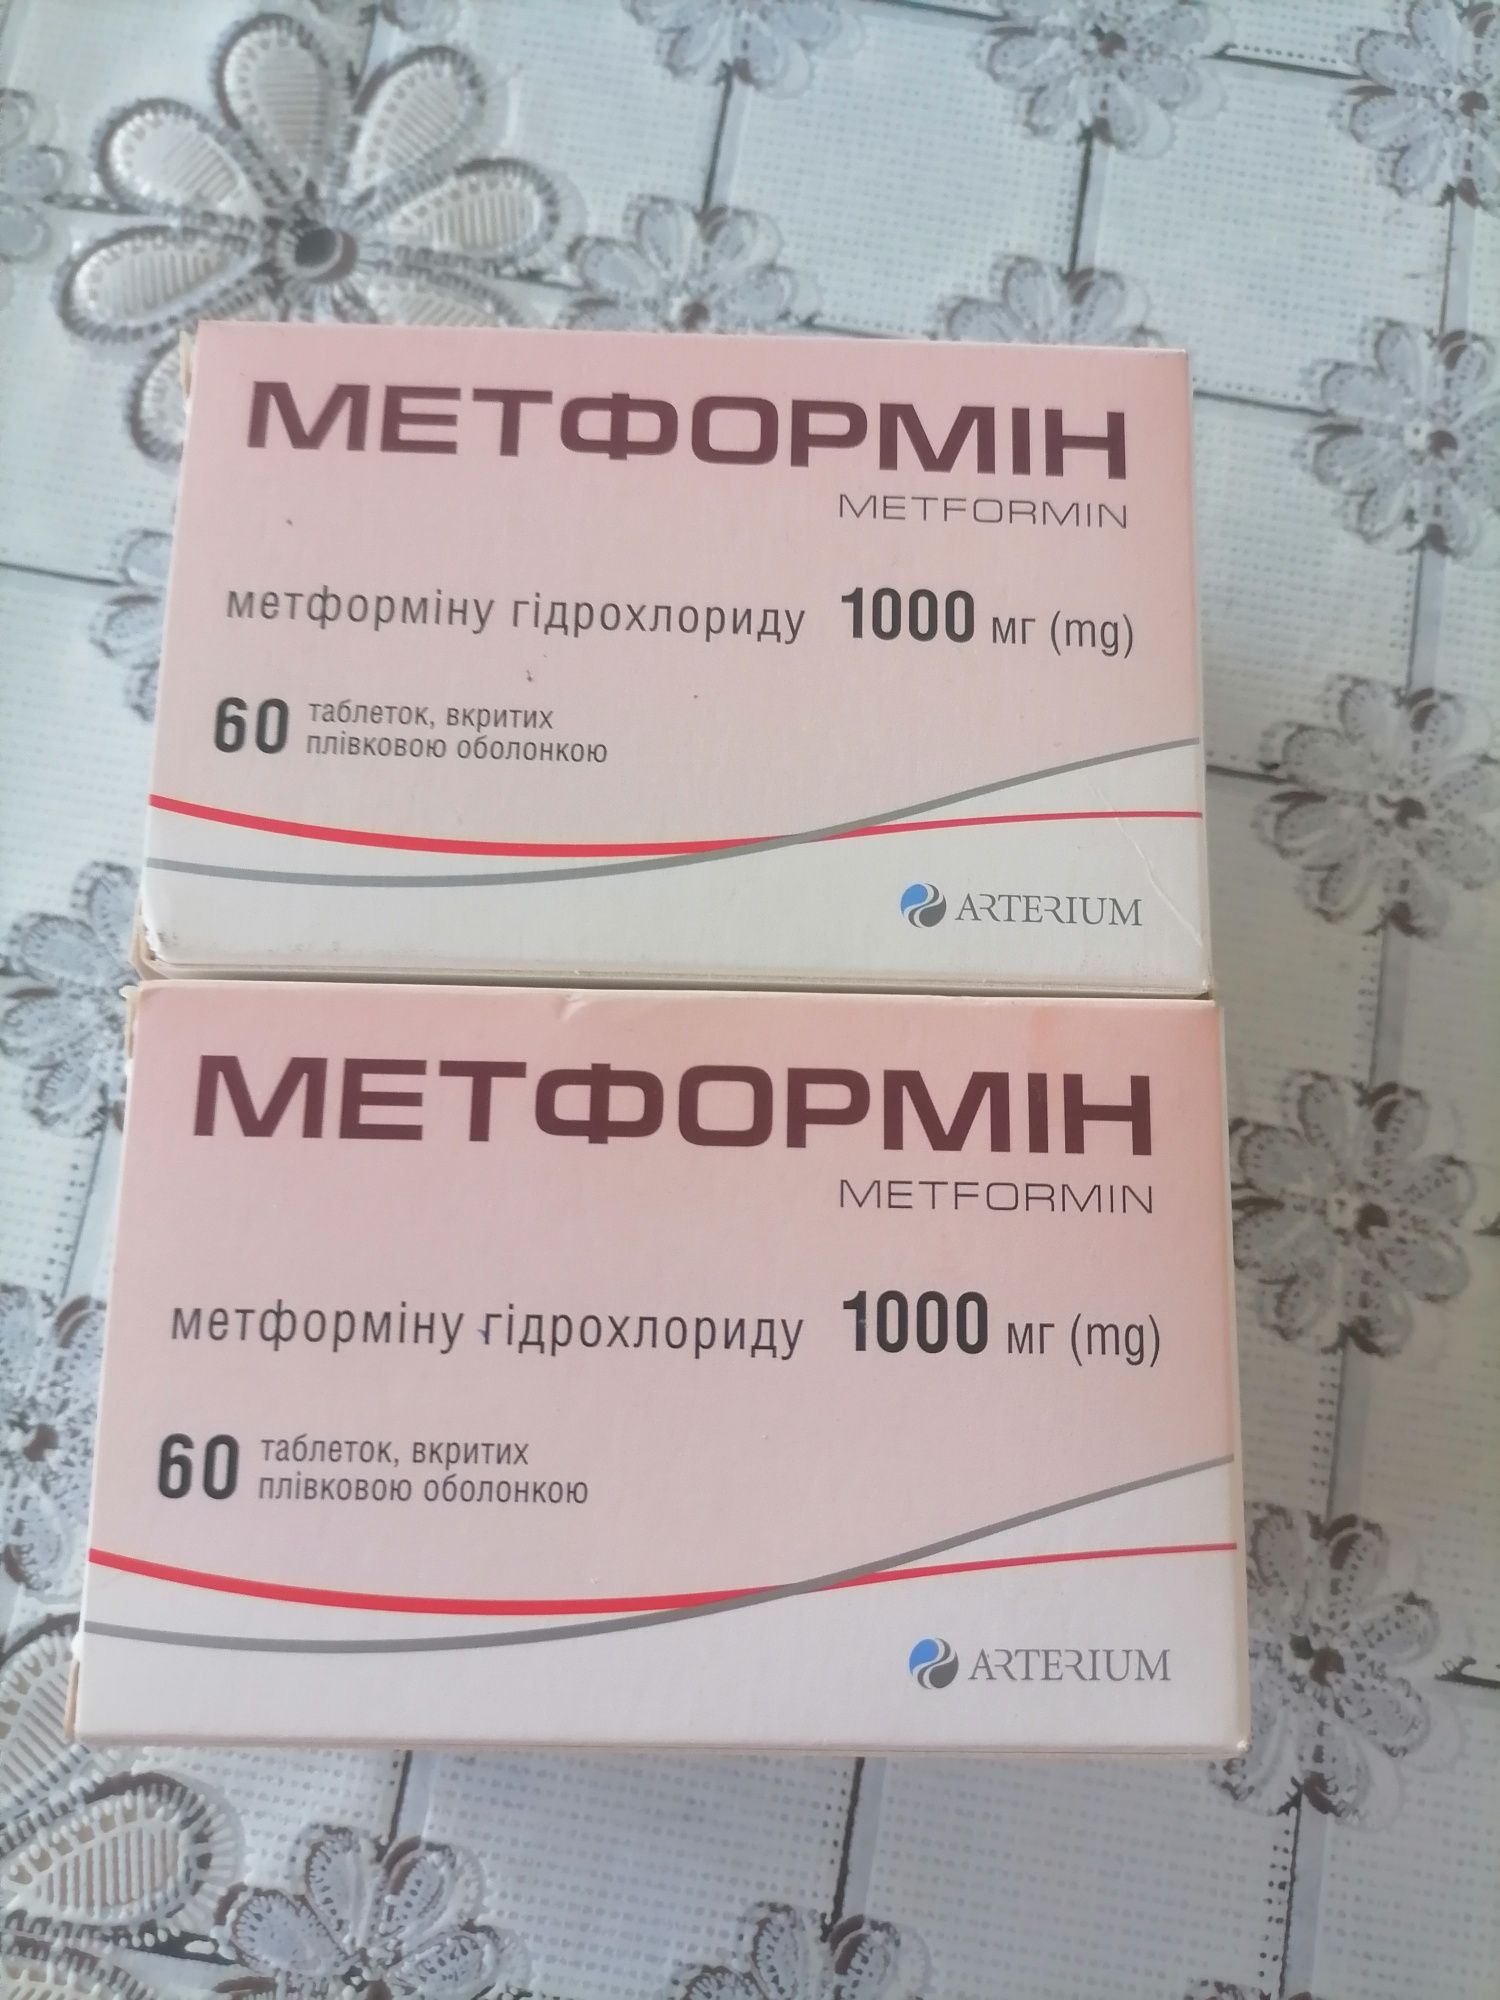 МЕТФОРМІН
METFORMIN
метформіну гідрохлориду 1000 мг (mg)
60 таблеток, вкритих
плівковою оболонкою
ARTERIUM
МЕТФОРМІН
METFORMIN
метформіну гідрохлориду 1000 мг (mg)
60 таблеток, вкритих
плівковою оболонкою
ARTERIUM